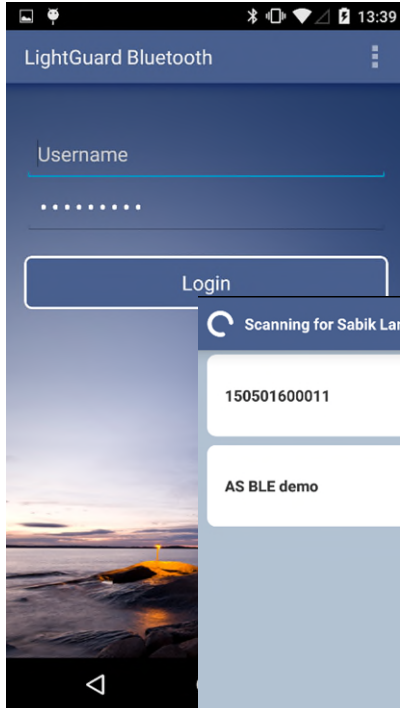 13:39
LightGuard Bluetooth
Username
Login
Scanning for Sabik Lan
150501600011
AS BLE demo